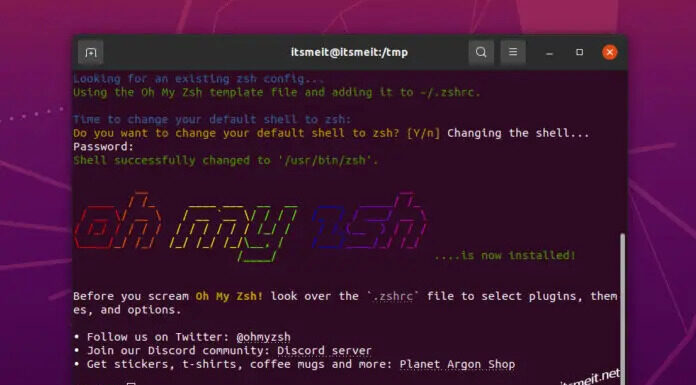 itsmeit@itsmeit:/tmp
Looking for an existing zsh config...
Using the Oh My Zsh template file and adding it to ~/.zshrc.
Time to change your default shell to zsh:
Do you want to change your default shell to zsh? [Y/n] Changing the shell...
Password:
Shell successfully changed to '/usr/bin/zsh'.
oh my zsh
....is now installed!
Before you scream Oh My Zsh! look over the `.zshrc` file to select plugins, them
es, and options.
• Follow us on Twitter: @ohmyzsh
• Join our Discord community: Discord server
• Get stickers, t-shirts, coffee mugs and more: Planet Argon Shop
itsmeit.net